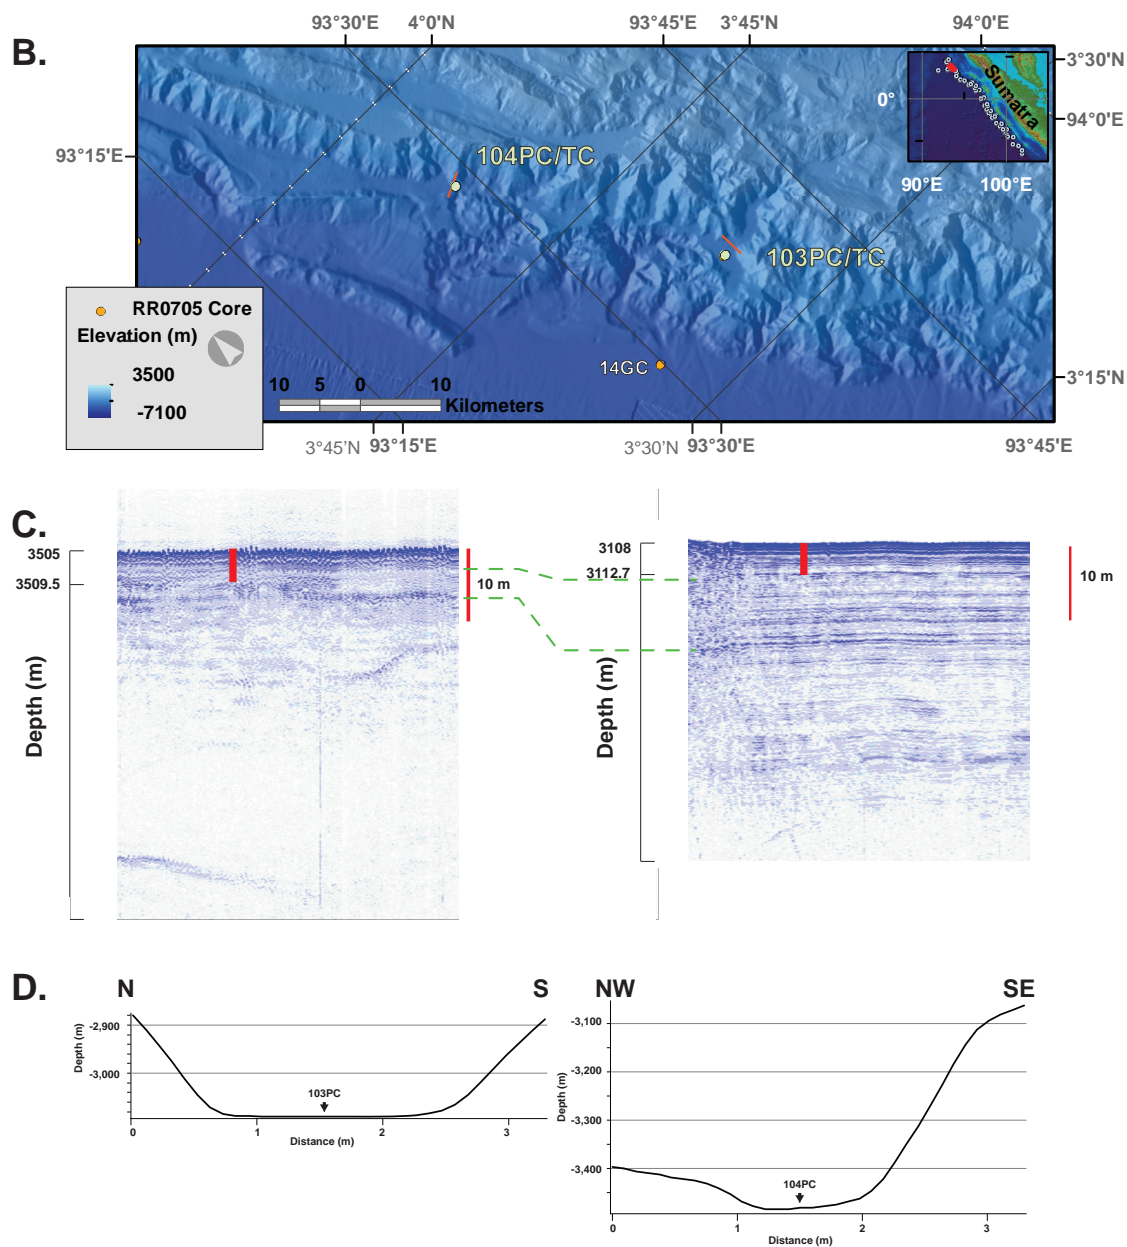 B.
93°30'E 4°0'N 93°45'E 3°45'N 94°0'E
3°30'N
94°0'E
93°15'E
3°15'N
Sumatra
0°
90°E 100°E
104PC/TC
103PC/TC
14GC
RR0705 Core
Elevation (m)
3500
-7100
10 5 0 10
Kilometers
3°45'N 93°15'E 3°30'N 93°30'E 93°45'E
C.
3505
3509.5
Depth (m)
10 m
3108
3112.7
Depth (m)
10 m
D.
N S
-2,900
-3,000
Depth (m)
103PC
0 1 2 3
Distance (m)
NW SE
-3,100
-3,200
-3,300
-3,400
Depth (m)
104PC
0 1 2 3
Distance (m)